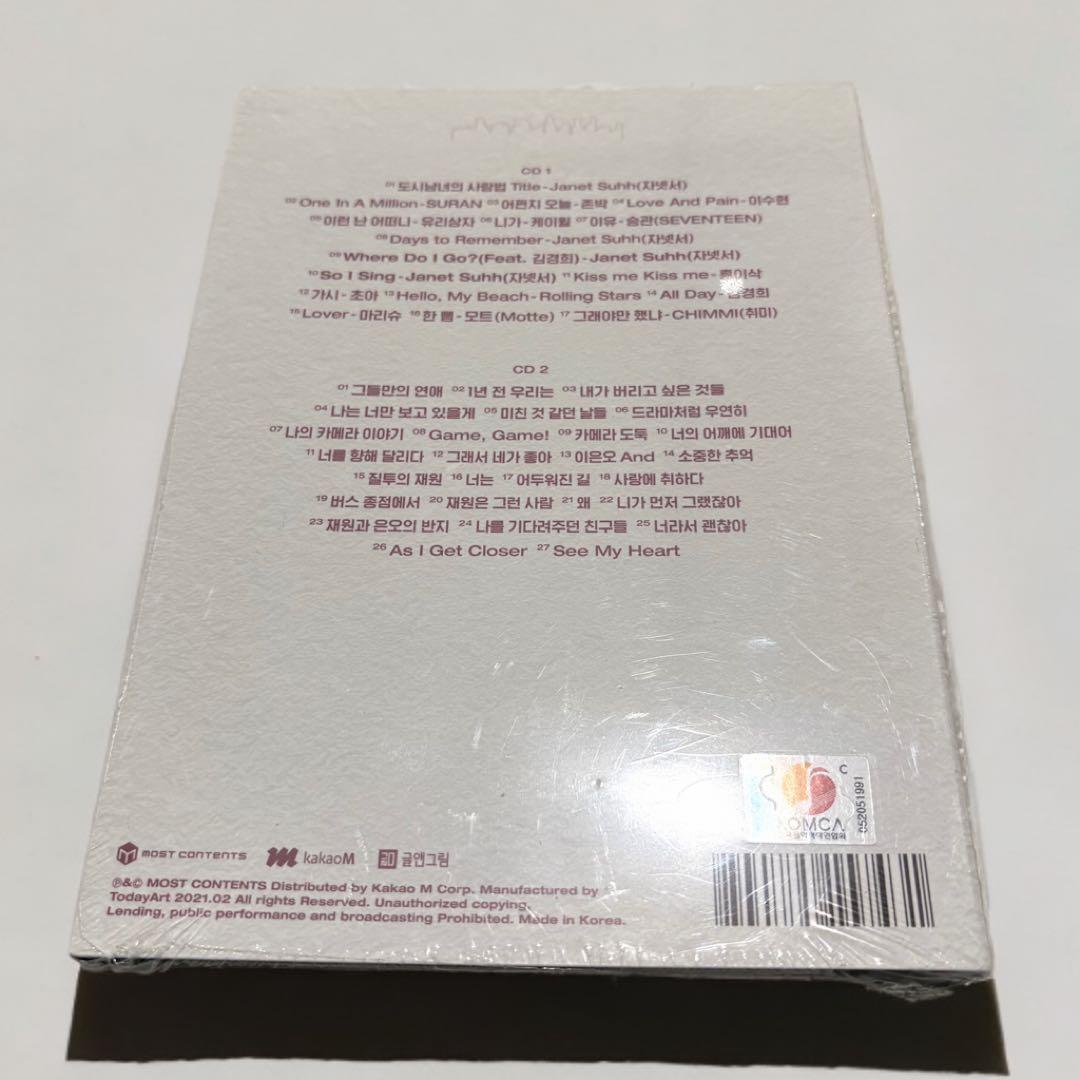 CD 1
01 도시남녀의 사랑법 Title - Janet Suhh(자넷서)
02 One In A Million - SURAN 03 어쩐지 오늘 - 존박 04 Love And Pain - 이수현
05 이런 난 어떠니 - 유리상자 06 니가 - 케이윌 07 이유 - 승관(SEVENTEEN)
08 Days to Remember - Janet Suhh(자넷서)
09 Where Do I Go?(Feat. 김경희) - Janet Suhh(자넷서)
10 So I Sing - Janet Suhh(자넷서) 11 Kiss me Kiss me - 이삭
12 가시 - 초아 13 Hello, My Beach - Rolling Stars 14 All Day - 김경희
15 Lover - 마리슈 16 한 뼘 - 모트(Motte) 17 그래야만 했냐 - CHIMMI(취미)
CD 2
01 그들만의 연애 02 1년 전 우리는 03 내가 버리고 싶은 것들
04 나는 너만 보고 있을게 05 미친 것 같던 날들 06 드라마처럼 우연히
07 나의 카메라 이야기 08 Game, Game! 09 카메라 도둑 10 너의 어깨에 기대어
11 너를 향해 달리다 12 그래서 네가 좋아 13 이은오 And 14 소중한 추억
15 질투의 재원 16 너는 17 어두워진 길 18 사랑에 취하다
19 버스 종점에서 20 재원은 그런 사람 21 왜 22 니가 먼저 그랬잖아
23 재원과 은오의 반지 24 나를 기다려주던 친구들 25 너라서 괜찮아
26 As I Get Closer 27 See My Heart
C
052051991
KOMCA
MOST CONTENTS kakaoM 글앤그림
℗&© MOST CONTENTS Distributed by Kakao M Corp. Manufactured by
TodayArt 2021.02 All rights Reserved. Unauthorized copying,
Lending, public performance and broadcasting Prohibited. Made in Korea.